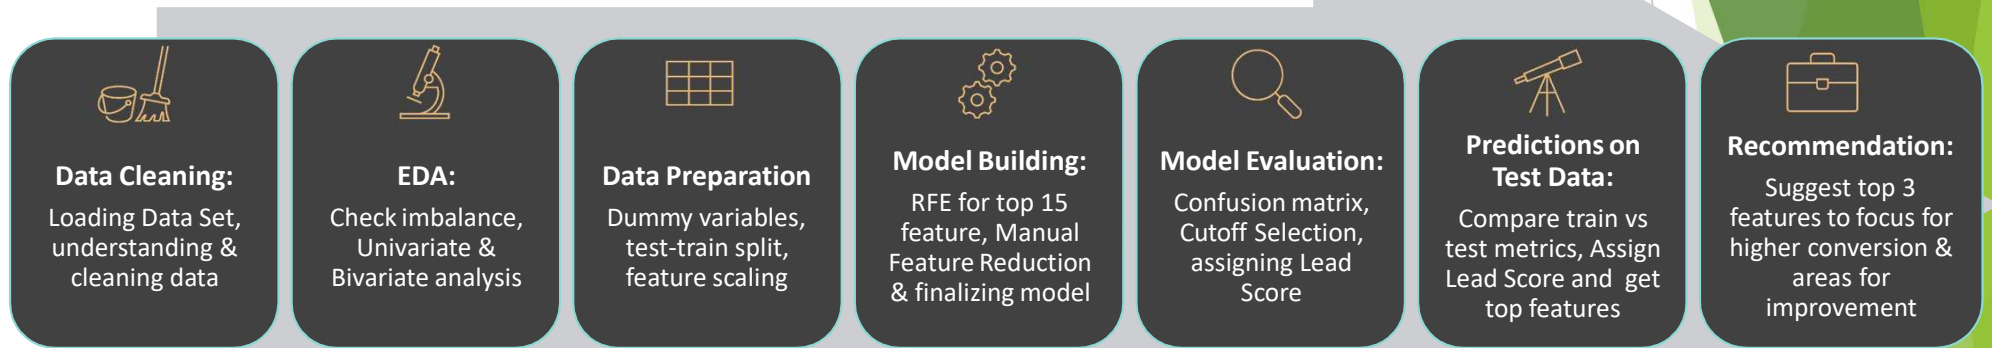 Data Cleaning:
Loading Data Set,
understanding &
cleaning data
EDA:
Check imbalance,
Univariate &
Bivariate analysis
Data Preparation
Dummy variables,
test-train split,
feature scaling
Model Building:
RFE for top 15
feature, Manual
Feature Reduction
& finalizing model
Model Evaluation:
Confusion matrix,
Cutoff Selection,
assigning Lead
Score
Predictions on
Test Data:
Compare train vs
test metrics, Assign
Lead Score and  get
top features
Recommendation:
Suggest top 3
features to focus for
higher conversion &
areas for
improvement